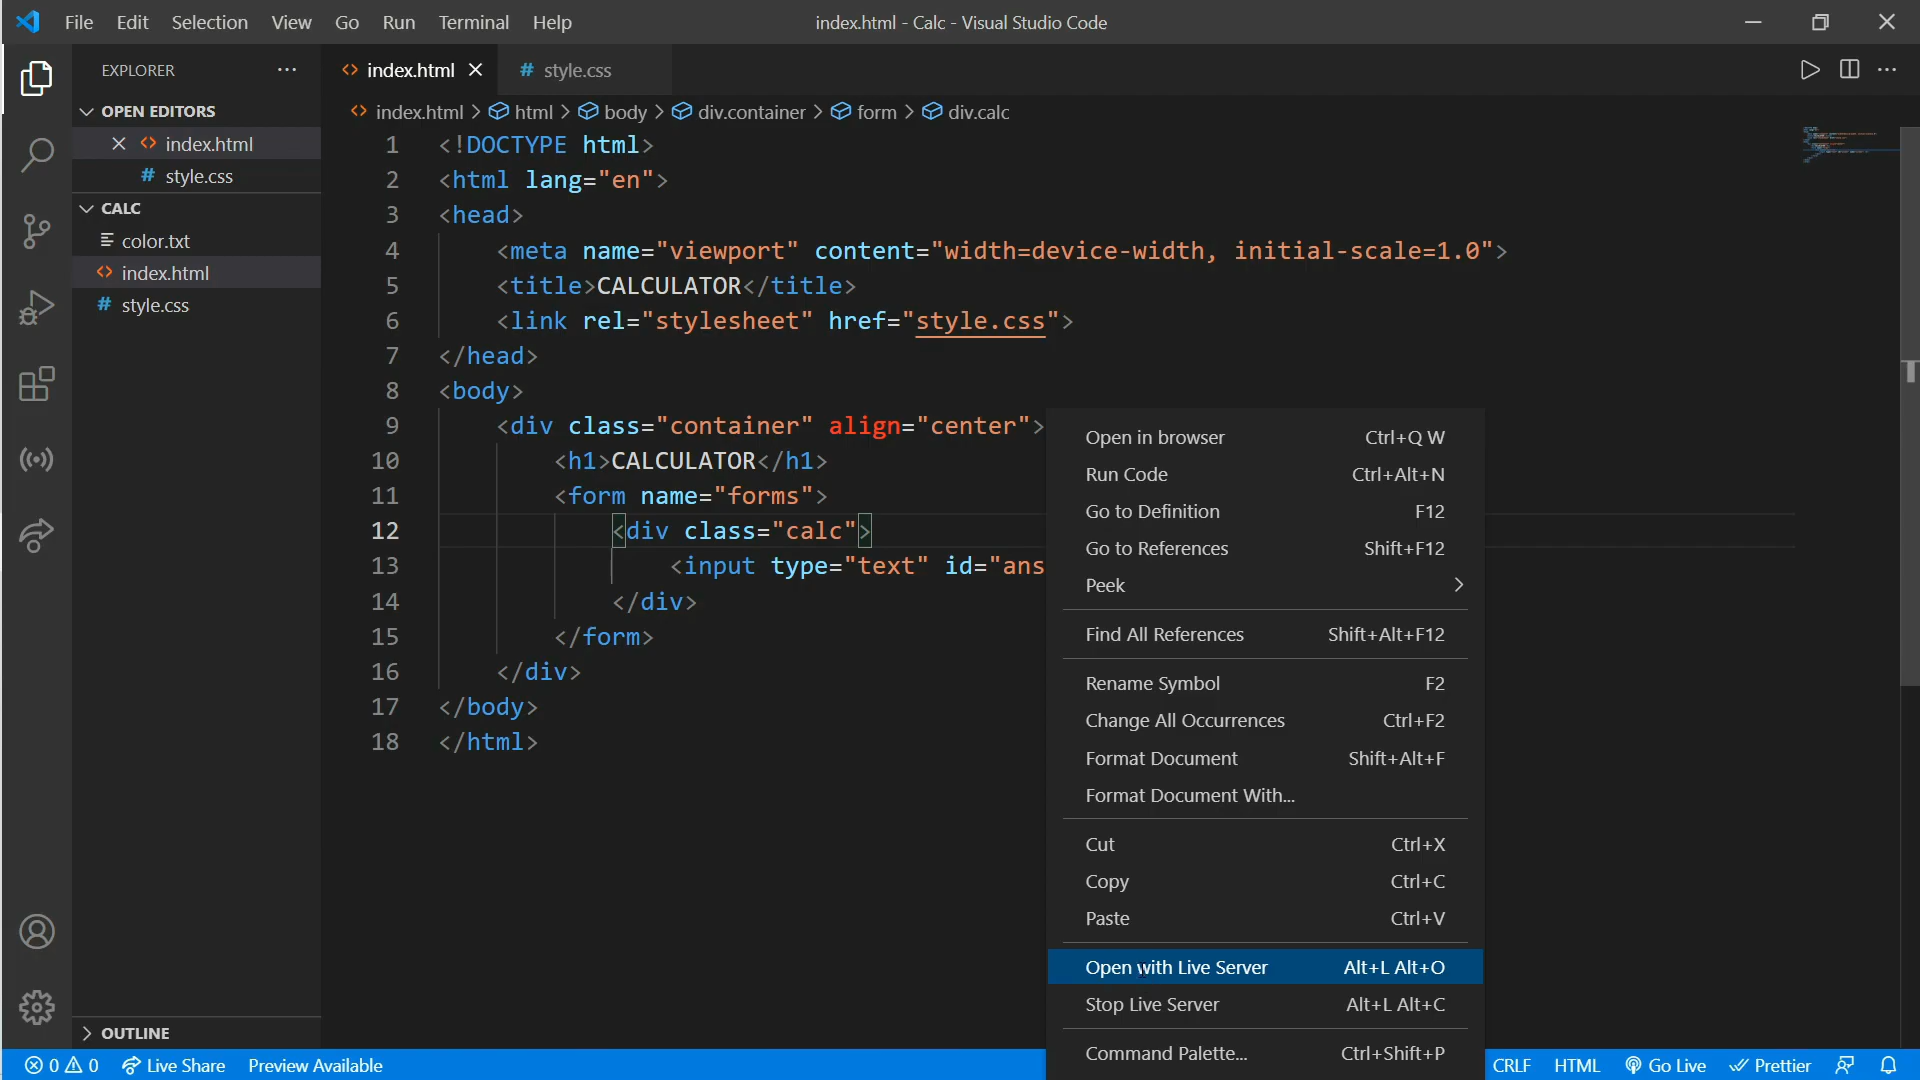 File Edit Selection View Go Run Terminal Help
index.html - Calc - Visual Studio Code
EXPLORER
OPEN EDITORS
index.html
style.css
CALC
color.txt
index.html
style.css
OUTLINE
index.html
style.css
index.html > html > body > div.container > form > div.calc
1 <!DOCTYPE html>
2 <html lang="en">
3 <head>
4 <meta name="viewport" content="width=device-width, initial-scale=1.0">
5 <title>CALCULATOR</title>
6 <link rel="stylesheet" href="style.css">
7 </head>
8 <body>
9 <div class="container" align="center">
10 <h1>CALCULATOR</h1>
11 <form name="forms">
12 <div class="calc">
13 <input type="text" id="ans
14 </div>
15 </form>
16 </div>
17 </body>
18 </html>
Open in browser Ctrl+Q W
Run Code Ctrl+Alt+N
Go to Definition F12
Go to References Shift+F12
Peek
Find All References Shift+Alt+F12
Rename Symbol F2
Change All Occurrences Ctrl+F2
Format Document Shift+Alt+F
Format Document With...
Cut Ctrl+X
Copy Ctrl+C
Paste Ctrl+V
Open with Live Server Alt+L Alt+O
Stop Live Server Alt+L Alt+C
Command Palette... Ctrl+Shift+P
0 0 Live Share Preview Available
CRLF HTML Go Live Prettier